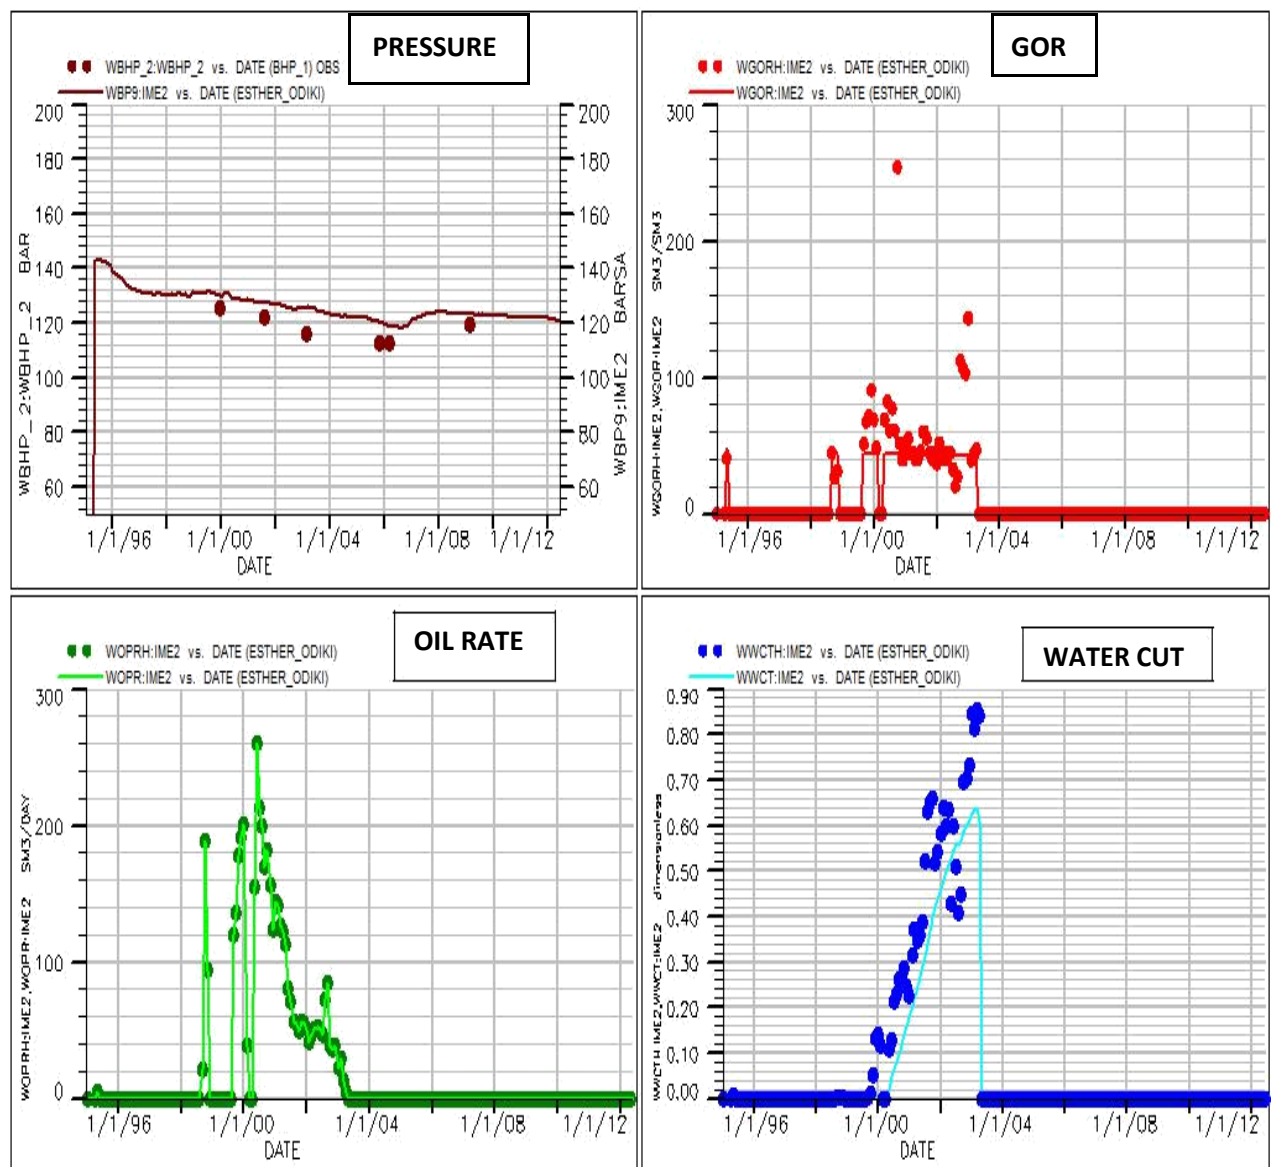 PRESSURE
WBHP_2:WBHP_2 vs. DATE (BHP_1) OBS
WBP9:IME2 vs. DATE (ESTHER_ODIKI)
200
180
160
140
120
100
80
60
WBHP_2:WBHP_2 BAR
200
180
160
140
120
100
80
60
WBP9:IME2 BARSA
1/1/96 1/1/00 1/1/04 1/1/08 1/1/12
DATE
GOR
WGORH:IME2 vs. DATE (ESTHER_ODIKI)
WGOR:IME2 vs. DATE (ESTHER_ODIKI)
300
200
100
0
WGORH:IME2,WGOR:IME2 SM3/SM3
1/1/96 1/1/00 1/1/04 1/1/08 1/1/12
DATE
OIL RATE
WOPRH:IME2 vs. DATE (ESTHER_ODIKI)
WOPR:IME2 vs. DATE (ESTHER_ODIKI)
300
200
100
0
WOPRH:IME2,WOPR:IME2 SM3/DAY
1/1/96 1/1/00 1/1/04 1/1/08 1/1/12
DATE
WATER CUT
WWCTH:IME2 vs. DATE (ESTHER_ODIKI)
WWCT:IME2 vs. DATE (ESTHER_ODIKI)
0.90
0.80
0.70
0.60
0.50
0.40
0.30
0.20
0.10
0.00
WWCTH:IME2,WWCT:IME2 dimensionless
1/1/96 1/1/00 1/1/04 1/1/08 1/1/12
DATE